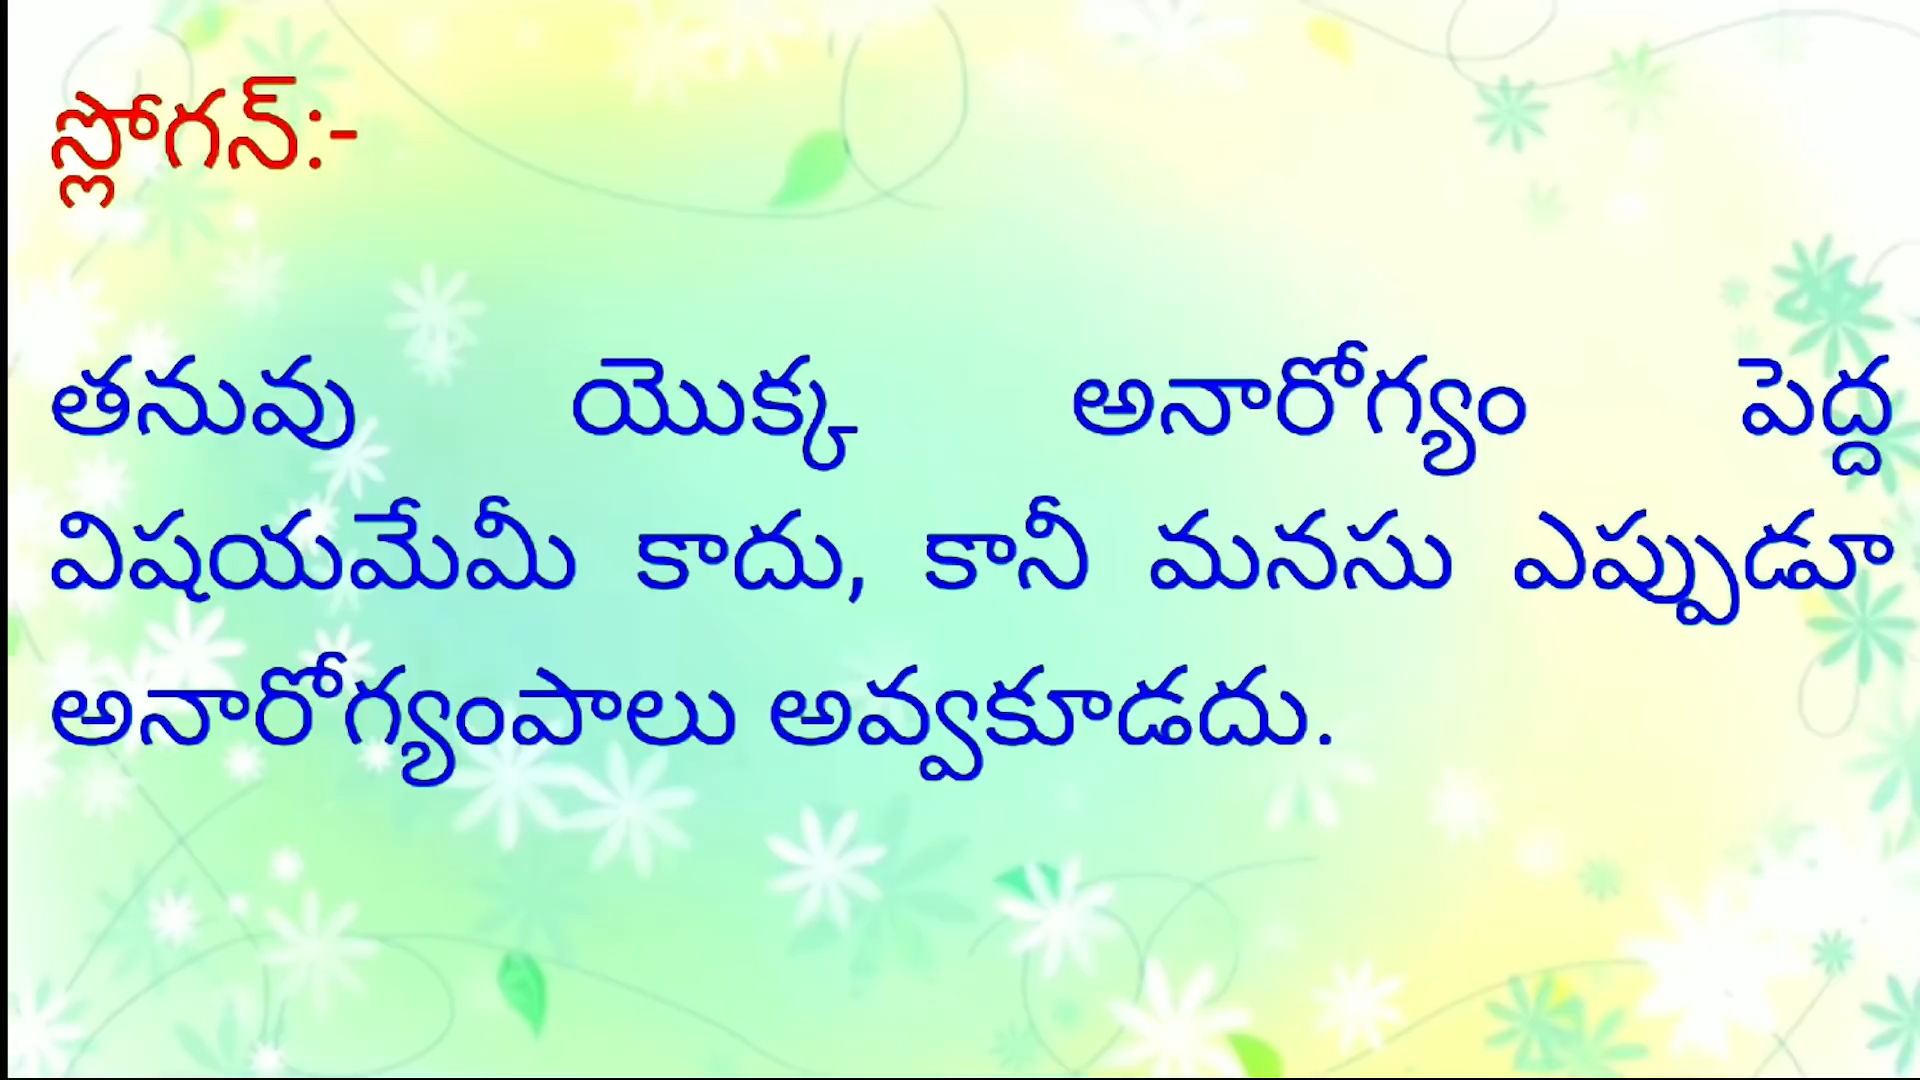 స్లోగన్:-
తనువు యొక్క అనారోగ్యం పెద్ద
విషయమేమీ కాదు, కానీ మనసు ఎప్పుడూ
అనారోగ్యంపాలు అవ్వకూడదు.